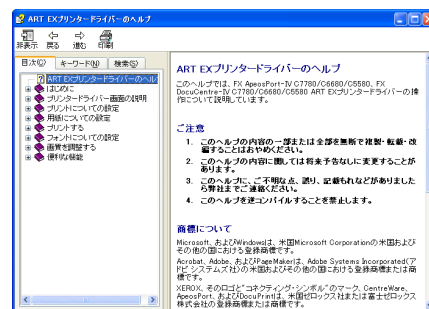 ART EXプリンタードライバーのヘルプ
非表示 戻る 進む 印刷
目次(C) キーワード(N) 検索(S)
ART EXプリンタードライバーのヘル
はじめに
プリンタードライバー画面の説明
プリントについての設定
用紙についての設定
プリントする
フォントについての設定
画質を調整する
便利な機能
ART EXプリンタードライバーのヘルプ
このヘルプでは、FX ApeosPort-IV C7780/C6680/C5580、FX
DocuCentre-IV C7780/C6680/C5580 ART EXプリンタードライバーの操
作について説明しています。
ご注意
1. このヘルプの内容の一部または全部を無断で複製・転載・改
編することはおやめください。
2. このヘルプの内容に関しては将来予告なしに変更することが
あります。
3. このヘルプに、ご不明な点、誤り、記載もれなどがありました
ら弊社までご連絡ください。
4. このヘルプを逆コンパイルすることを禁止します。
商標について
Microsoft、およびWindowsは、米国Microsoft Corporationの米国および
その他の国における登録商標または商標です。
Acrobat、Adobe、およびPageMakerは、Adobe Systems Incorporated(ア
ドビ システムズ社)の米国およびその他の国における登録商標または商
標です。
XEROX、そのロゴと"コネクティング・シンボル"のマーク、CentreWare、
ApeosPort、およびDocuPrintは、米国ゼロックス社または富士ゼロックス
株式会社の登録商標または商標です。